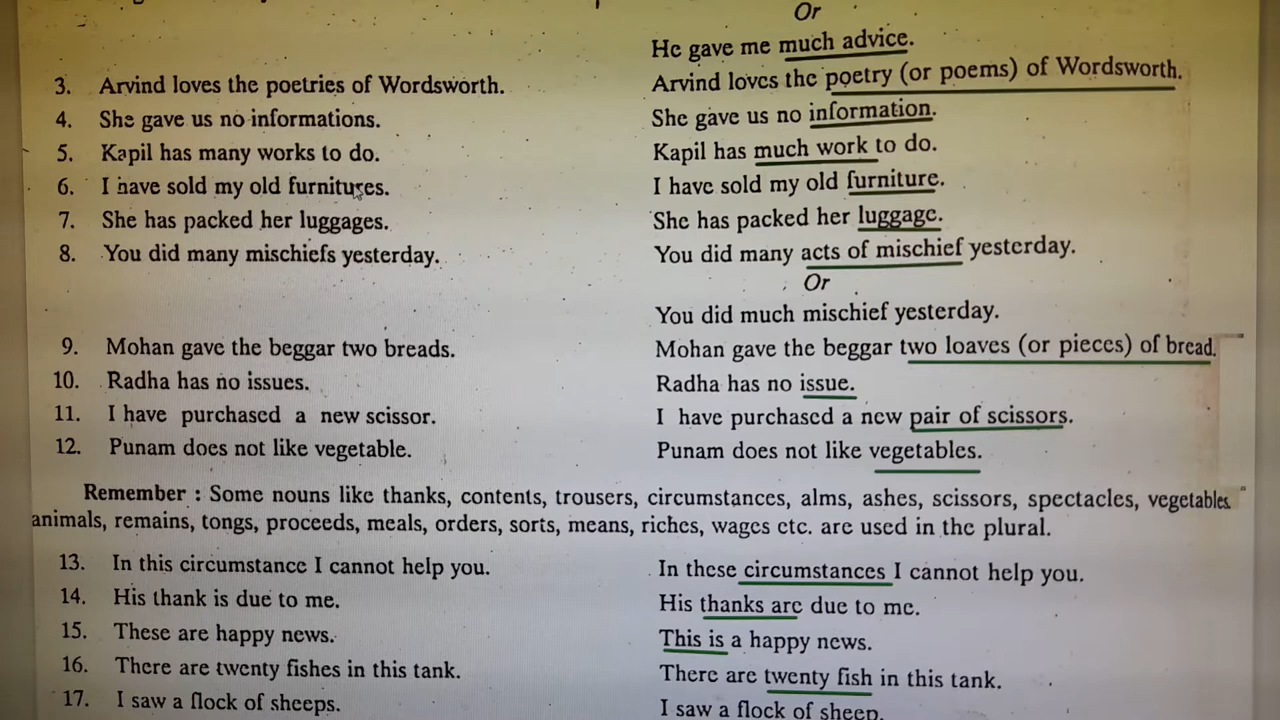 Or
He gave me much advice.
3. Arvind loves the poetries of Wordsworth. Arvind loves the poetry (or poems) of Wordsworth.
4. She gave us no informations. She gave us no information.
5. Kapil has many works to do. Kapil has much work to do.
6. I have sold my old furnitures. I have sold my old furniture.
7. She has packed her luggages. She has packed her luggage.
8. You did many mischiefs yesterday. You did many acts of mischief yesterday.
Or
You did much mischief yesterday.
9. Mohan gave the beggar two breads. Mohan gave the beggar two loaves (or pieces) of bread.
10. Radha has no issues. Radha has no issue.
11. I have purchased a new scissor. I have purchased a new pair of scissors.
12. Punam does not like vegetable. Punam does not like vegetables.
Remember : Some nouns like thanks, contents, trousers, circumstances, alms, ashes, scissors, spectacles, vegetables
animals, remains, tongs, proceeds, meals, orders, sorts, means, riches, wages etc. are used in the plural.
13. In this circumstance I cannot help you. In these circumstances I cannot help you.
14. His thank is due to me. His thanks are due to me.
15. These are happy news. This is a happy news.
16. There are twenty fishes in this tank. There are twenty fish in this tank.
17. I saw a flock of sheeps. I saw a flock of sheep.